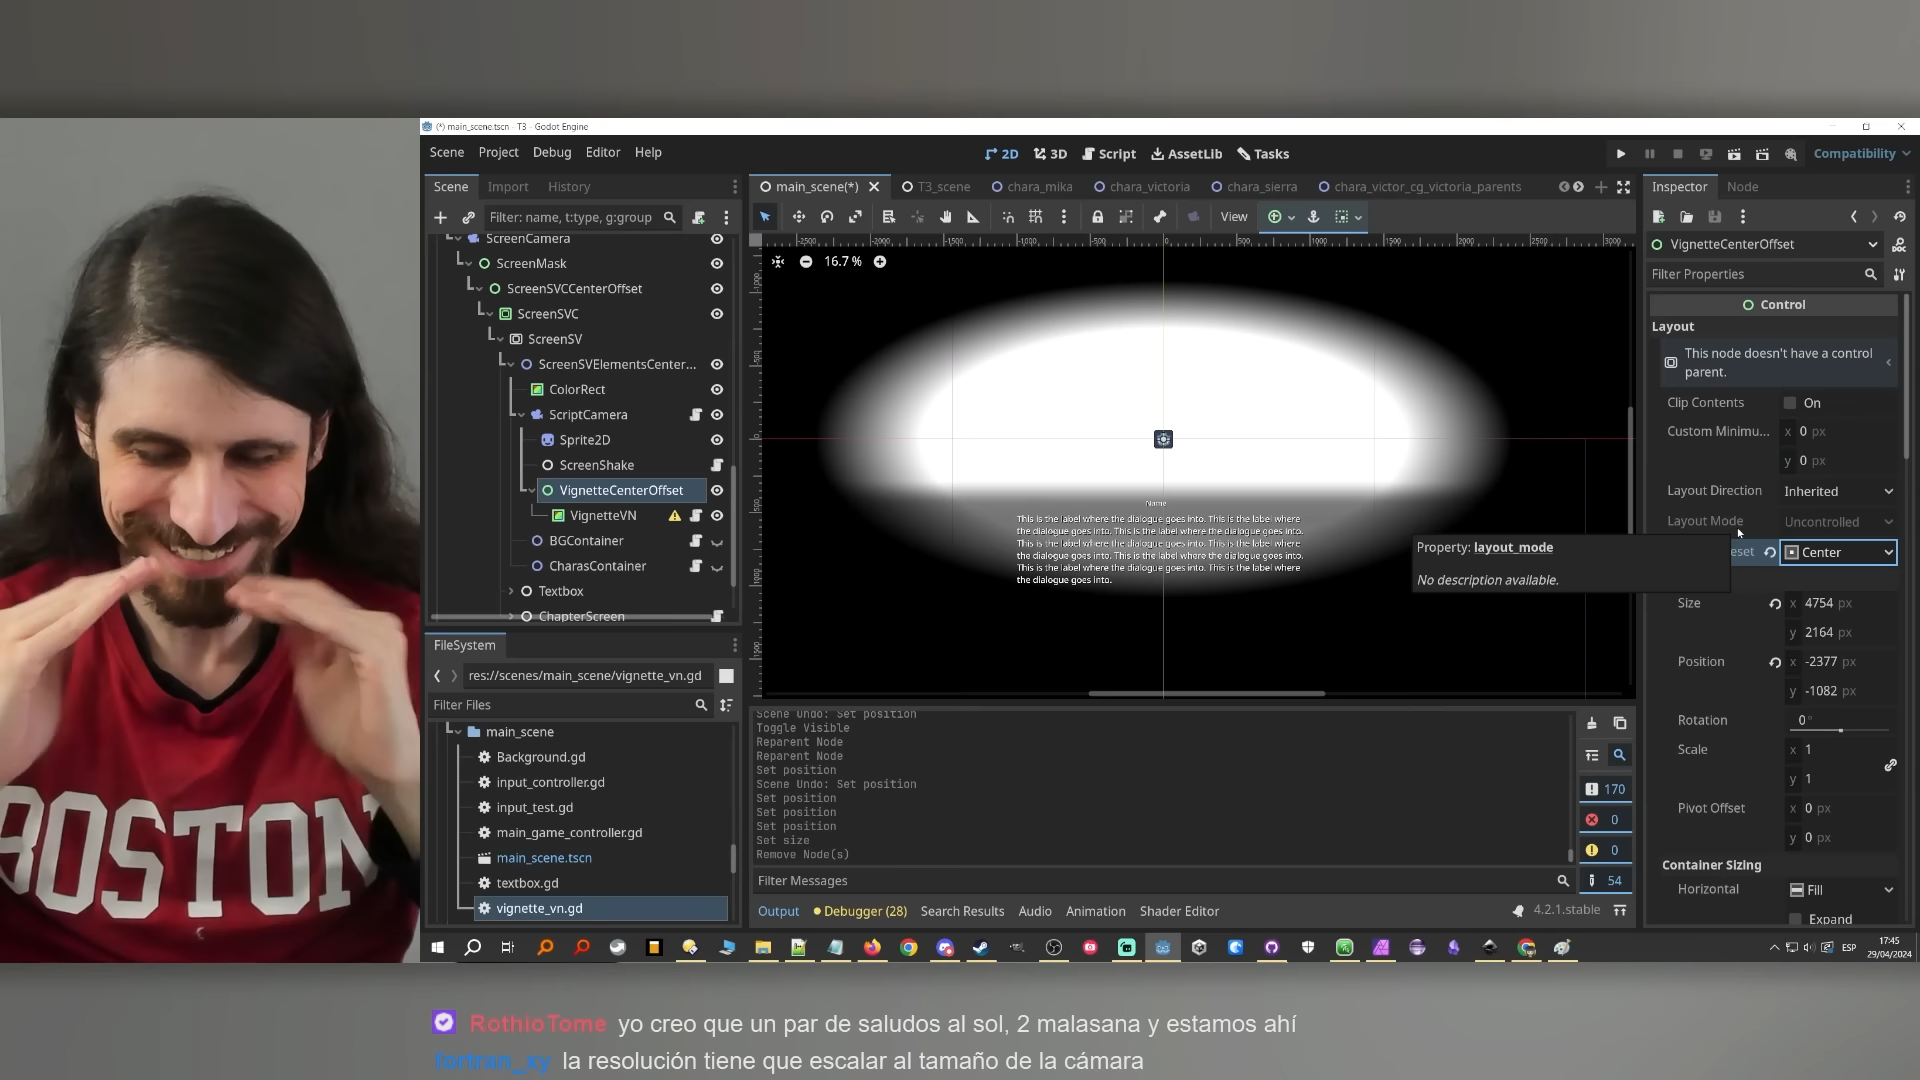 (*) main_scene.tscn - T3 - Godot Engine
Scene Project Debug Editor Help
2D 3D Script AssetLib Tasks
Compatibility
Scene Import History
Filter: name, t:type, g:group
ScreenCamera
ScreenMask
ScreenSVCCenterOffset
ScreenSVC
ScreenSV
ScreenSVElementsCenter...
ColorRect
ScriptCamera
Sprite2D
ScreenShake
VignetteCenterOffset
VignetteVN
BGContainer
CharasContainer
Textbox
ChapterScreen
FileSystem
res://scenes/main_scene/vignette_vn.gd
Filter Files
main_scene
Background.gd
input_controller.gd
input_test.gd
main_game_controller.gd
main_scene.tscn
textbox.gd
vignette_vn.gd
main_scene(*) T3_scene chara_mika chara_victoria chara_sierra chara_victor_cg_victoria_parents
View
-2500 -2000 -1500 -1000 -500 0 500 1000 1500 2000 2500 3000
16.7 %
Name
This is the label where the dialogue goes into. This is the label where
the dialogue goes into. This is the label where the dialogue goes into.
This is the label where the dialogue goes into. This is the label where
the dialogue goes into. This is the label where the dialogue goes into.
This is the label where the dialogue goes into. This is the label where
the dialogue goes into.
Scene Undo: Set position
Toggle Visible
Reparent Node
Reparent Node
Set position
Scene Undo: Set position
Set position
Set position
Set position
Set size
Remove Node(s)
Filter Messages
170
0
0
54
Output Debugger (28) Search Results Audio Animation Shader Editor
4.2.1.stable
Inspector Node
VignetteCenterOffset
Filter Properties
Control
Layout
This node doesn't have a control
parent.
Clip Contents On
Custom Minimu... x 0 px
y 0 px
Layout Direction Inherited
Layout Mode Uncontrolled
eset Center
Property: layout_mode
No description available.
Size x 4754 px
y 2164 px
Position x -2377 px
y -1082 px
Rotation 0 °
Scale x 1
y 1
Pivot Offset x 0 px
y 0 px
Container Sizing
Horizontal Fill
Expand
ESP
17:45
29/04/2024
BOSTON
RothioTome yo creo que un par de saludos al sol, 2 malasana y estamos ahí
fortran_xy la resolución tiene que escalar al tamaño de la cámara